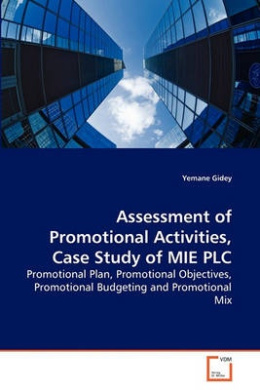 Yemane Gidey
Assessment of
Promotional Activities,
Case Study of MIE PLC
Promotional Plan, Promotional Objectives,
Promotional Budgeting and Promotional
Mix
VDM